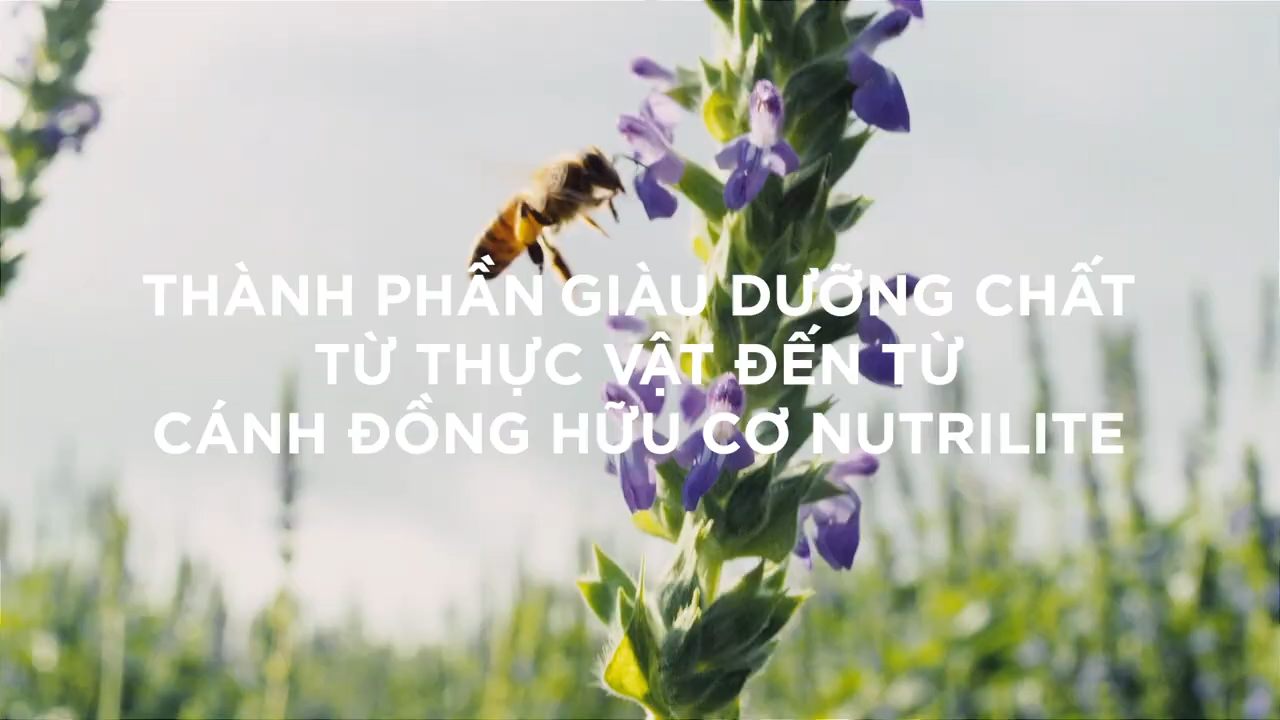 THÀNH PHẦN GIÀU DƯỠNG CHẤT
TỪ THỰC VẬT ĐẾN TỪ
CÁNH ĐỒNG HỮU CƠ NUTRILITE